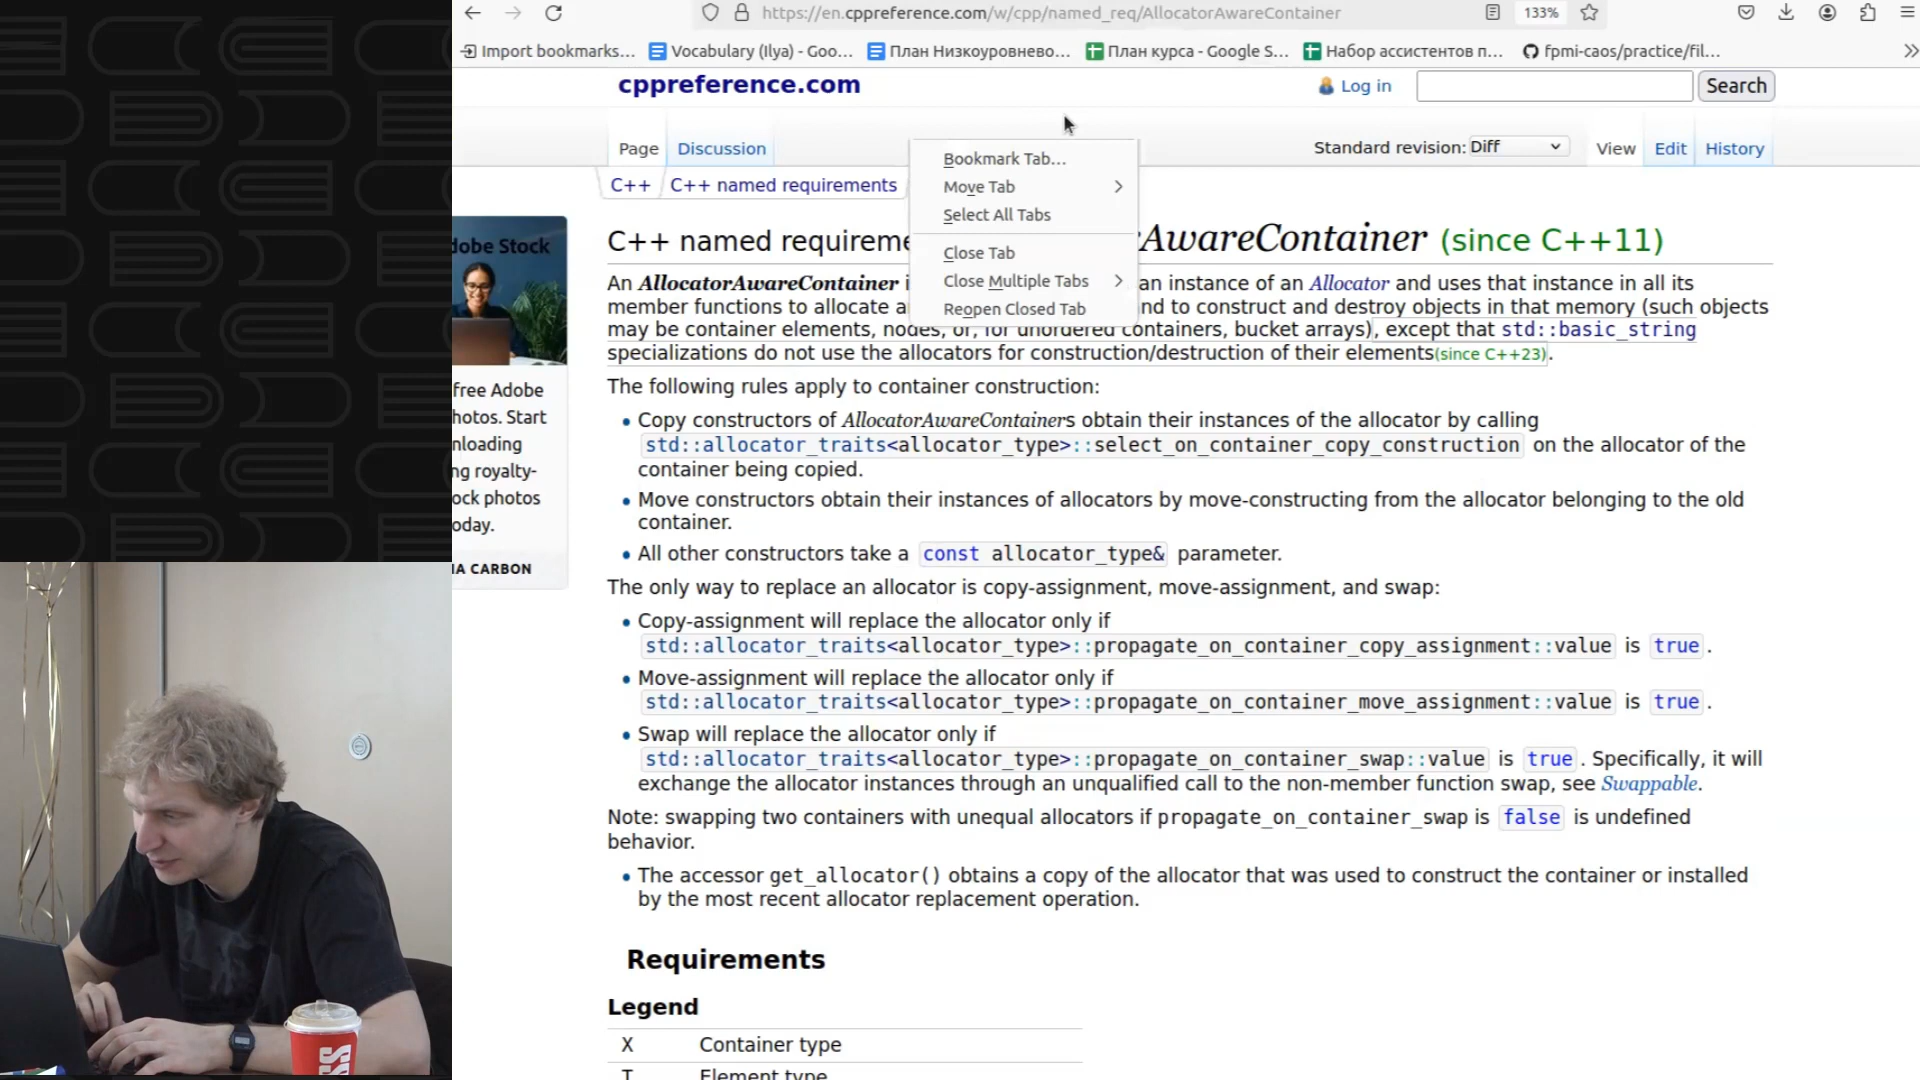 https://en.cppreference.com/w/cpp/named_req/AllocatorAwareContainer
133%
Import bookmarks...
Vocabulary (Ilya) - Goo...
План Низкоуровнево...
План курса - Google S...
Набор ассистентов п...
fpmi-caos/practice/fil...
cppreference.com
Log in
Search
Page
Discussion
Standard revision: Diff
View
Edit
History
C++
C++ named requirements
Bookmark Tab...
Move Tab
Select All Tabs
Close Tab
Close Multiple Tabs
Reopen Closed Tab
C++ named requireme rAwareContainer (since C++11)
An AllocatorAwareContainer i an instance of an Allocator and uses that instance in all its
member functions to allocate a nd to construct and destroy objects in that memory (such objects
may be container elements, nodes, or, for unordered containers, bucket arrays), except that std::basic_string
specializations do not use the allocators for construction/destruction of their elements(since C++23).
The following rules apply to container construction:
Copy constructors of AllocatorAwareContainers obtain their instances of the allocator by calling
std::allocator_traits<allocator_type>::select_on_container_copy_construction on the allocator of the
container being copied.
Move constructors obtain their instances of allocators by move-constructing from the allocator belonging to the old
container.
All other constructors take a const allocator_type& parameter.
The only way to replace an allocator is copy-assignment, move-assignment, and swap:
Copy-assignment will replace the allocator only if
std::allocator_traits<allocator_type>::propagate_on_container_copy_assignment::value is true.
Move-assignment will replace the allocator only if
std::allocator_traits<allocator_type>::propagate_on_container_move_assignment::value is true.
Swap will replace the allocator only if
std::allocator_traits<allocator_type>::propagate_on_container_swap::value is true. Specifically, it will
exchange the allocator instances through an unqualified call to the non-member function swap, see Swappable.
Note: swapping two containers with unequal allocators if propagate_on_container_swap is false is undefined
behavior.
The accessor get_allocator() obtains a copy of the allocator that was used to construct the container or installed
by the most recent allocator replacement operation.
Requirements
Legend
X Container type
T Element type
dobe Stock
free Adobe
hotos. Start
nloading
ng royalty-
ock photos
oday.
IA CARBON